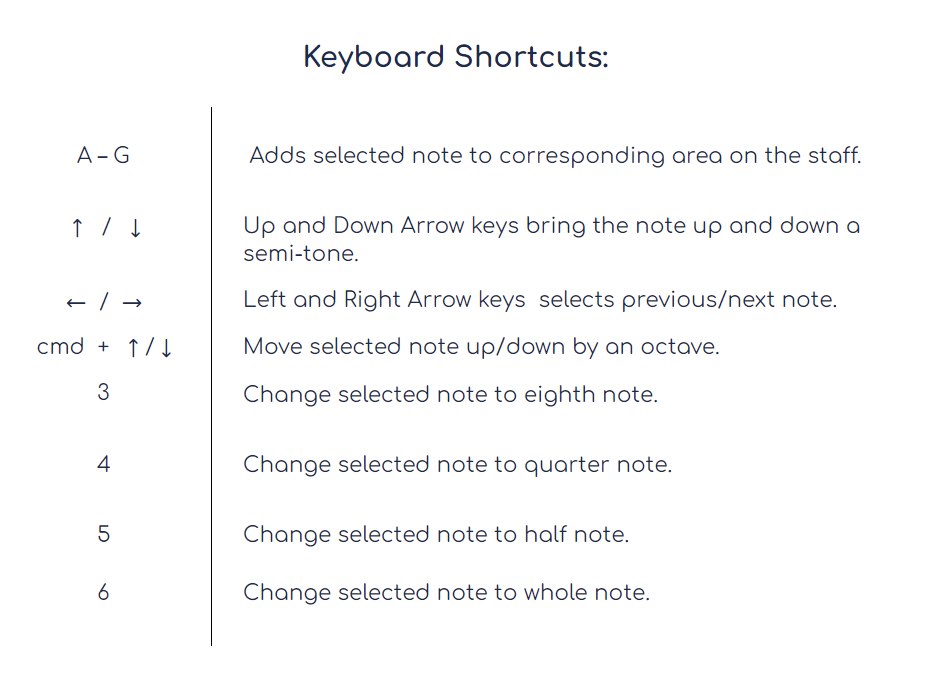 Keyboard Shortcuts:
A – G Adds selected note to corresponding area on the staff.
↑ / ↓ Up and Down Arrow keys bring the note up and down a
semi-tone.
← / → Left and Right Arrow keys selects previous/next note.
cmd + ↑/↓ Move selected note up/down by an octave.
3 Change selected note to eighth note.
4 Change selected note to quarter note.
5 Change selected note to half note.
6 Change selected note to whole note.